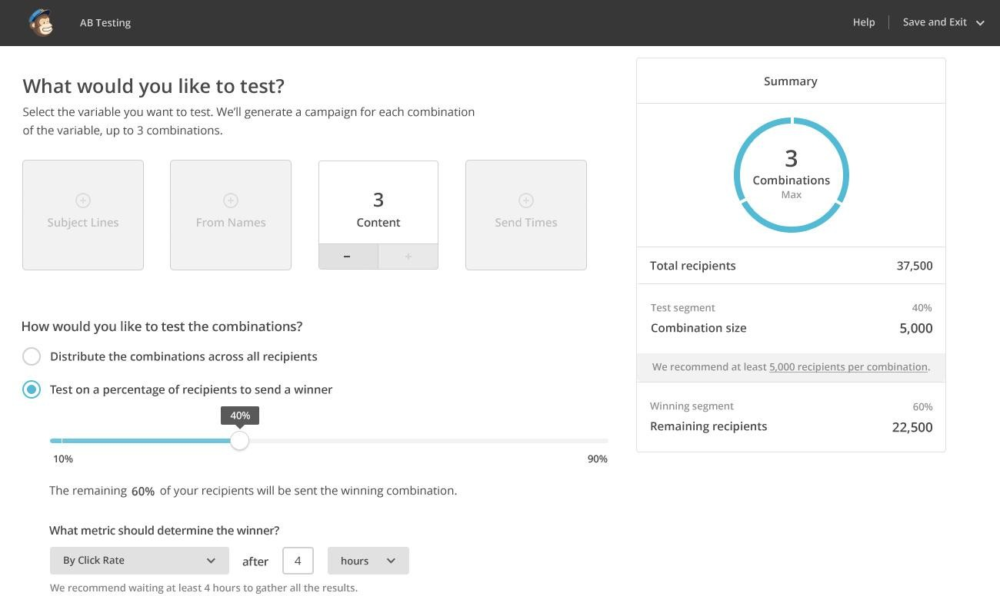 AB Testing
Help
Save and Exit
What would you like to test?
Select the variable you want to test. We’ll generate a campaign for each combination
of the variable, up to 3 combinations.
Subject Lines
From Names
3
Content
−
+
Send Times
How would you like to test the combinations?
Distribute the combinations across all recipients
Test on a percentage of recipients to send a winner
40%
10%
90%
The remaining 60% of your recipients will be sent the winning combination.
What metric should determine the winner?
By Click Rate after 4 hours
We recommend waiting at least 4 hours to gather all the results.
Summary
3
Combinations
Max
Total recipients 37,500
Test segment 40%
Combination size 5,000
We recommend at least 5,000 recipients per combination.
Winning segment 60%
Remaining recipients 22,500